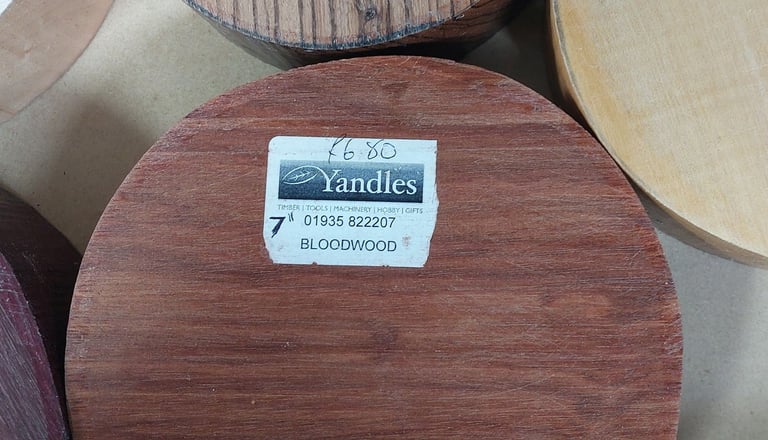 £6 80
Yandles
TIMBER | TOOLS | MACHINERY | HOBBY | GIFTS
7" 01935 822207
BLOODWOOD